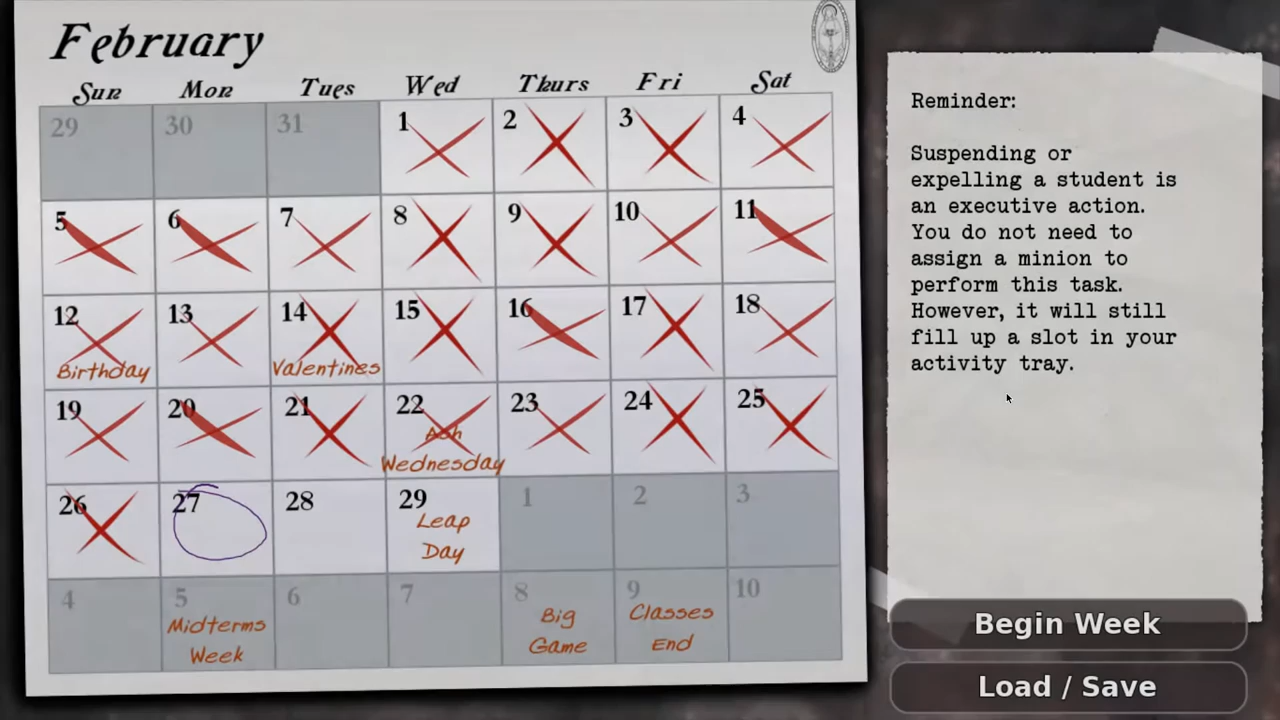 February
Sun Mon Tues Wed Thurs Fri Sat
29 30 31 1 2 3 4
5 6 7 8 9 10 11
12 13 14 15 16 17 18
Birthday Valentines
19 20 21 22 23 24 25
Ash
Wednesday
26 27 28 29 1 2 3
Leap
Day
4 5 6 7 8 9 10
Midterms Big Classes
Week Game End
Reminder:
Suspending or
expelling a student is
an executive action.
You do not need to
assign a minion to
perform this task.
However, it will still
fill up a slot in your
activity tray.
Begin Week
Load / Save